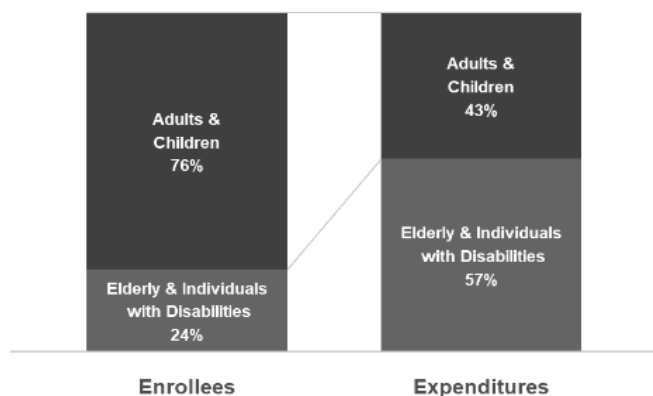 Adults &
Children
76%
Elderly & Individuals
with Disabilities
24%
Adults &
Children
43%
Elderly & Individuals
with Disabilities
57%
Enrollees
Expenditures